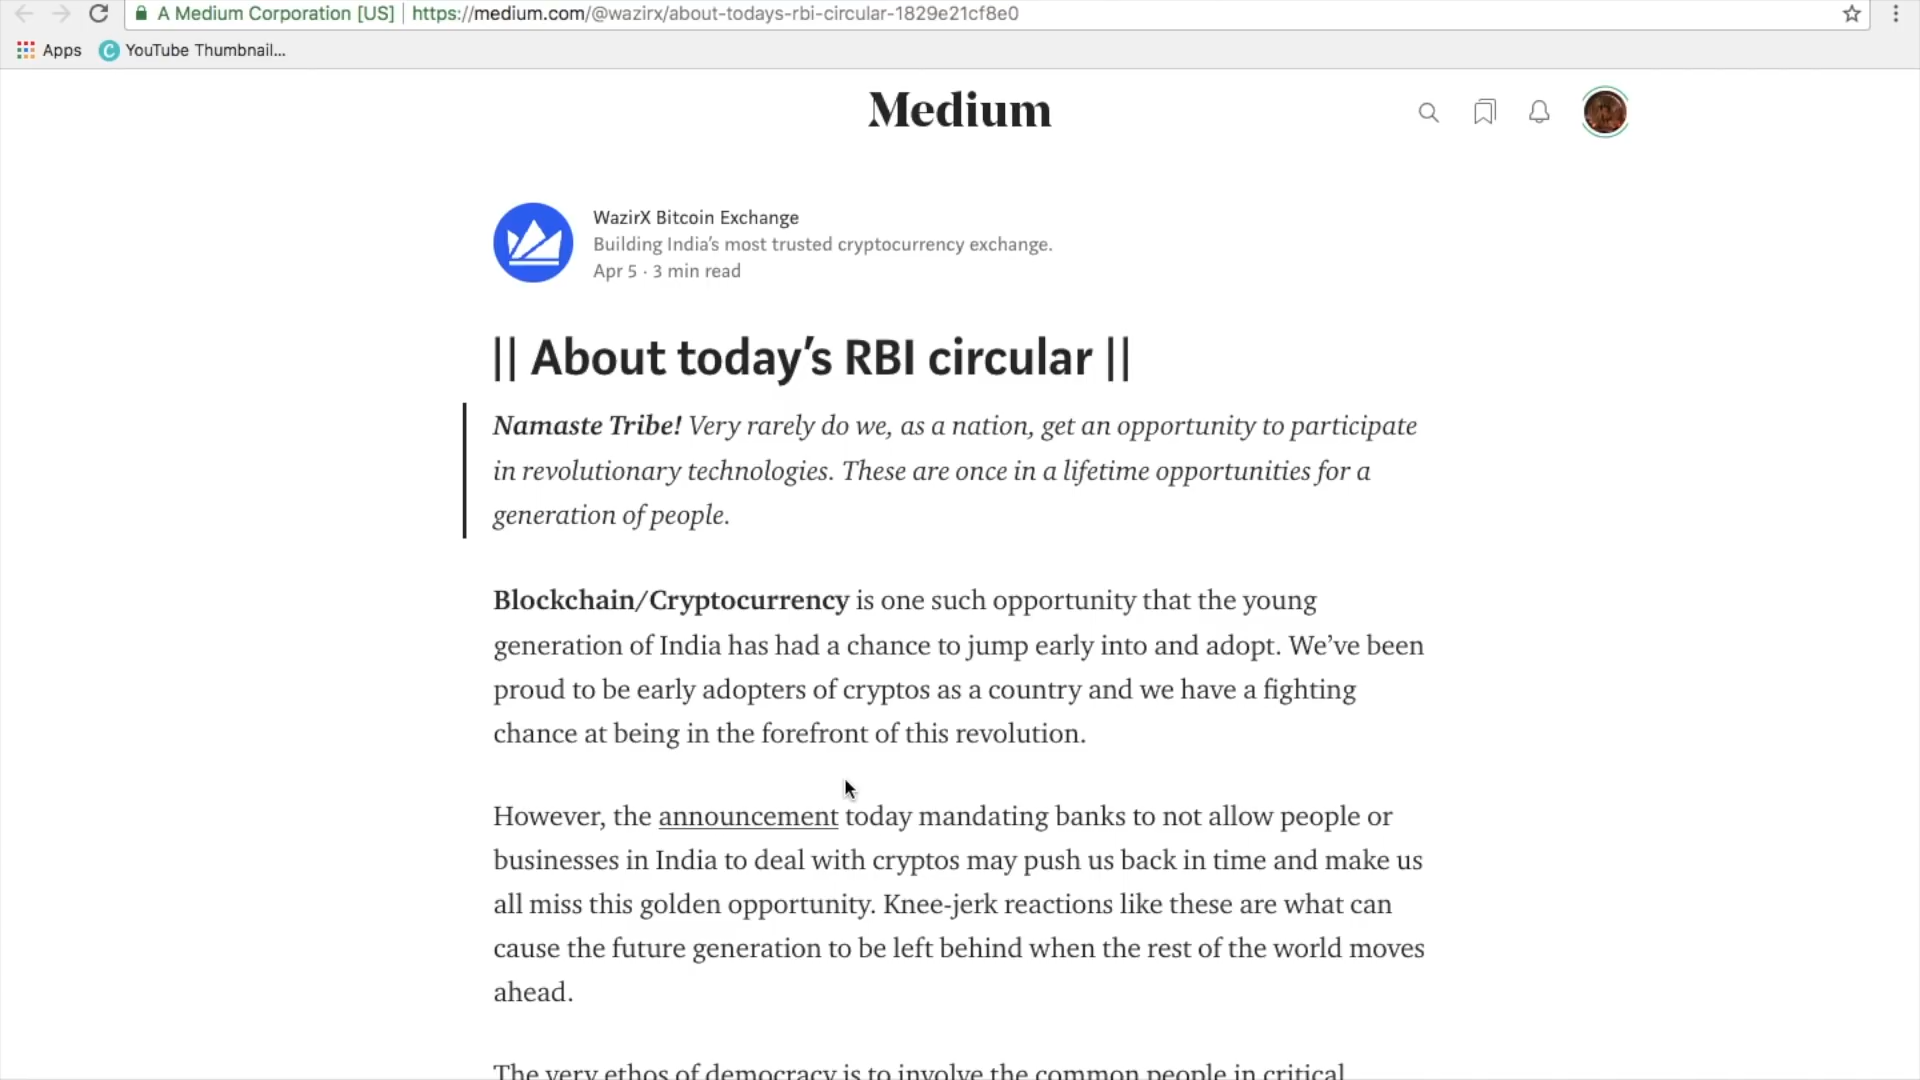 A Medium Corporation [US] https://medium.com/@wazirx/about-todays-rbi-circular-1829e21cf8e0
Apps C YouTube Thumbnail...
Medium
WazirX Bitcoin Exchange
Building India’s most trusted cryptocurrency exchange.
Apr 5 · 3 min read
|| About today’s RBI circular ||
Namaste Tribe! Very rarely do we, as a nation, get an opportunity to participate
in revolutionary technologies. These are once in a lifetime opportunities for a
generation of people.
Blockchain/Cryptocurrency is one such opportunity that the young
generation of India has had a chance to jump early into and adopt. We’ve been
proud to be early adopters of cryptos as a country and we have a fighting
chance at being in the forefront of this revolution.
However, the announcement today mandating banks to not allow people or
businesses in India to deal with cryptos may push us back in time and make us
all miss this golden opportunity. Knee-jerk reactions like these are what can
cause the future generation to be left behind when the rest of the world moves
ahead.
The very ethos of democracy is to involve the common people in critical